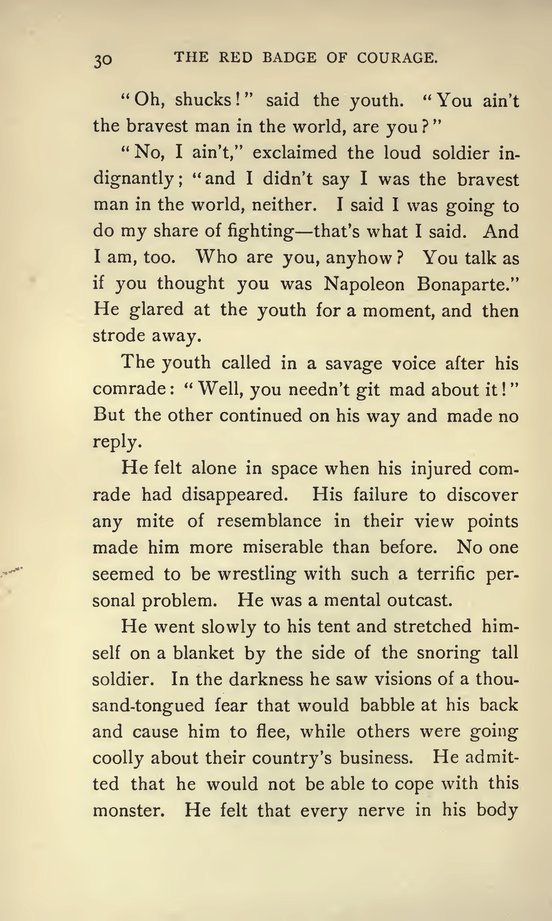 30 THE RED BADGE OF COURAGE.
“Oh, shucks!” said the youth. “You ain't
the bravest man in the world, are you?”
“No, I ain't,” exclaimed the loud soldier in-
dignantly; “and I didn't say I was the bravest
man in the world, neither. I said I was going to
do my share of fighting—that's what I said. And
I am, too. Who are you, anyhow? You talk as
if you thought you was Napoleon Bonaparte.”
He glared at the youth for a moment, and then
strode away.
The youth called in a savage voice after his
comrade: “Well, you needn't git mad about it!”
But the other continued on his way and made no
reply.
He felt alone in space when his injured com-
rade had disappeared. His failure to discover
any mite of resemblance in their view points
made him more miserable than before. No one
seemed to be wrestling with such a terrific per-
sonal problem. He was a mental outcast.
He went slowly to his tent and stretched him-
self on a blanket by the side of the snoring tall
soldier. In the darkness he saw visions of a thou-
sand-tongued fear that would babble at his back
and cause him to flee, while others were going
coolly about their country's business. He admit-
ted that he would not be able to cope with this
monster. He felt that every nerve in his body